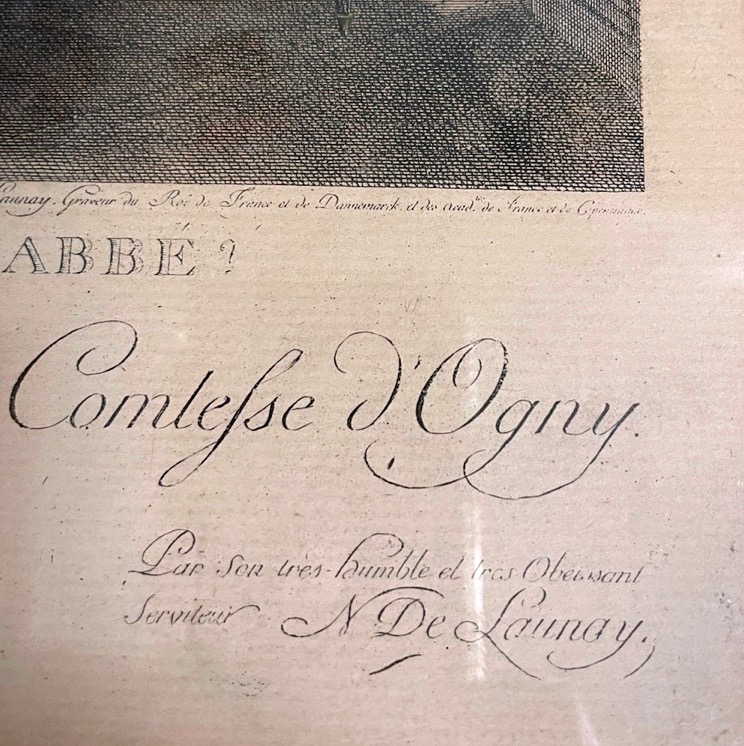 Launay, Graveur du Roi de France et de Dannemarck, et des Acad. de France et de
ABBE ?
Comtesse d'Ogny.
Par son très-humble et très Obeissant
Serviteur N De Launay.